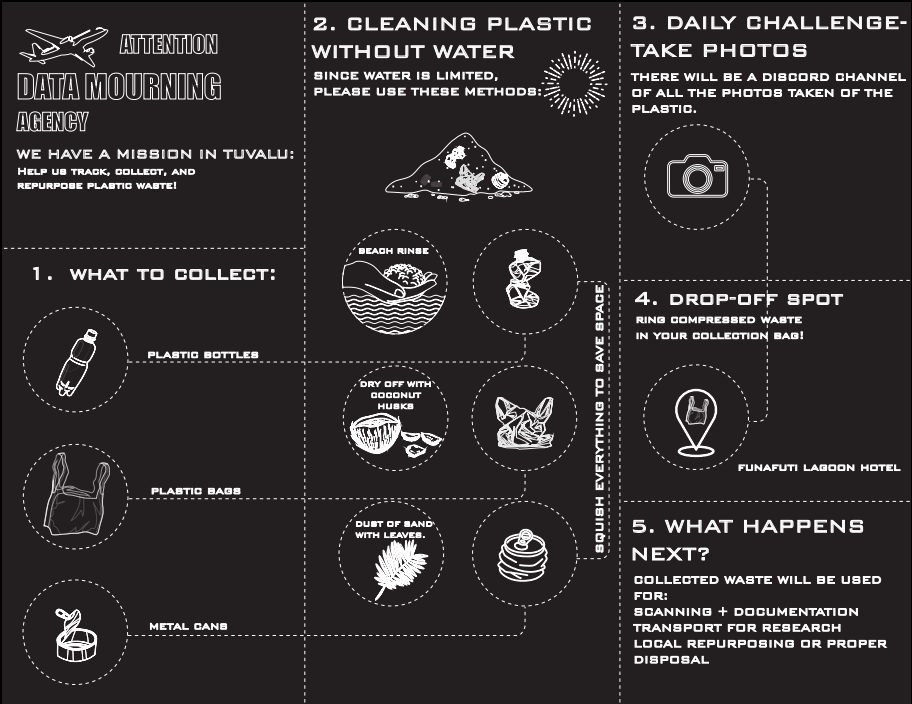 ATTENTION
DATA MOURNING
AGENCY
WE HAVE A MISSION IN TUVALU:
HELP US TRACK, COLLECT, AND
REPURPOSE PLASTIC WASTE!
1. WHAT TO COLLECT:
PLASTIC BOTTLES
PLASTIC BAGS
METAL CANS
2. CLEANING PLASTIC
WITHOUT WATER
SINCE WATER IS LIMITED,
PLEASE USE THESE METHODS:
BEACH RINSE
DRY OFF WITH
COCONUT
HUSKS
DUST OF SAND
WITH LEAVES.
SQUISH EVERYTHING TO SAVE SPACE
3. DAILY CHALLENGE-
TAKE PHOTOS
THERE WILL BE A DISCORD CHANNEL
OF ALL THE PHOTOS TAKEN OF THE
PLASTIC.
4. DROP-OFF SPOT
RING COMPRESSED WASTE
IN YOUR COLLECTION BAG!
FUNAFUTI LAGOON HOTEL
5. WHAT HAPPENS
NEXT?
COLLECTED WASTE WILL BE USED
FOR:
SCANNING + DOCUMENTATION
TRANSPORT FOR RESEARCH
LOCAL REPURPOSING OR PROPER
DISPOSAL